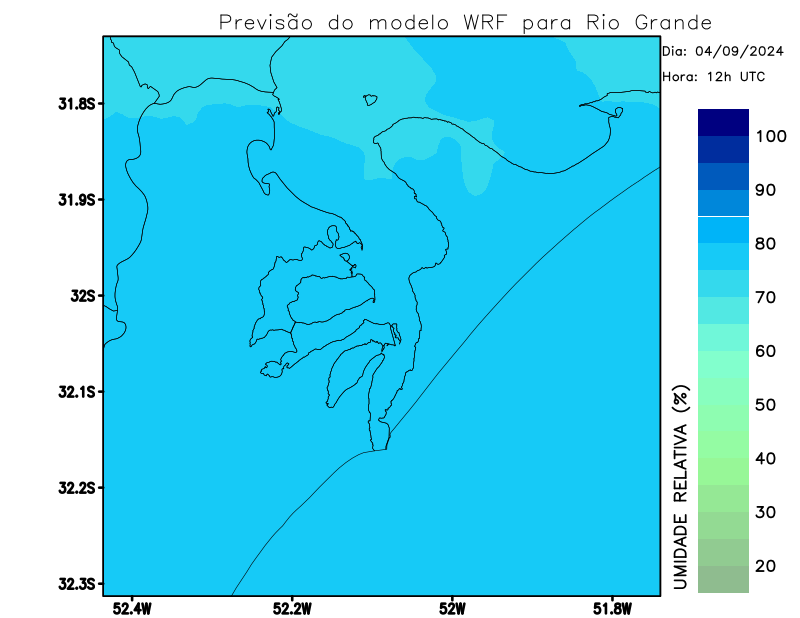 Previsão do modelo WRF para Rio Grande
Dia: 04/09/2024
Hora: 12h UTC
31.8S
31.9S
32S
32.1S
32.2S
32.3S
52.4W
52.2W
52W
51.8W
100
90
80
70
60
50
40
30
20
UMIDADE RELATIVA (%)